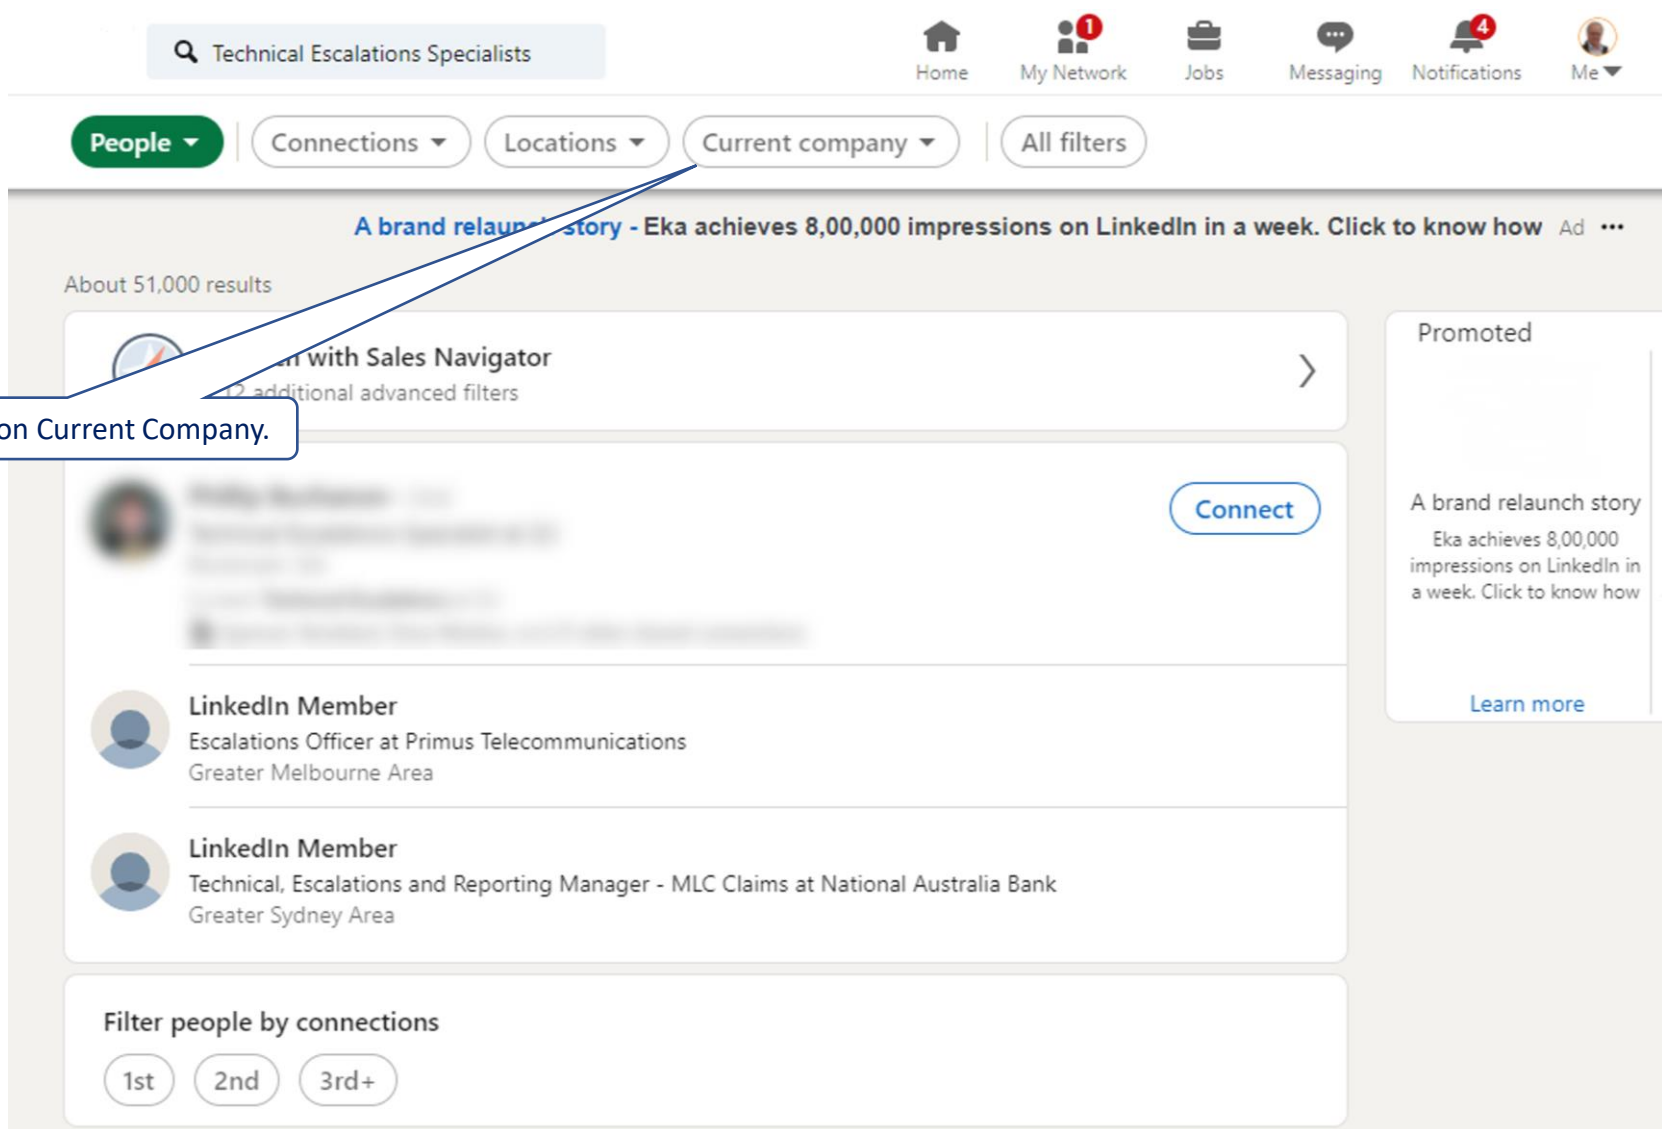 Technical Escalations Specialists
1
4
Home
My Network
Jobs
Messaging
Notifications
Me
People
Connections
Locations
Current company
All filters
A brand relaunch story - Eka achieves 8,00,000 impressions on LinkedIn in a week. Click to know how Ad
About 51,000 results
with Sales Navigator
12 additional advanced filters
on Current Company.
Connect
LinkedIn Member
Escalations Officer at Primus Telecommunications
Greater Melbourne Area
LinkedIn Member
Technical, Escalations and Reporting Manager - MLC Claims at National Australia Bank
Greater Sydney Area
Filter people by connections
1st
2nd
3rd+
Promoted
A brand relaunch story
Eka achieves 8,00,000
impressions on LinkedIn in
a week. Click to know how
Learn more